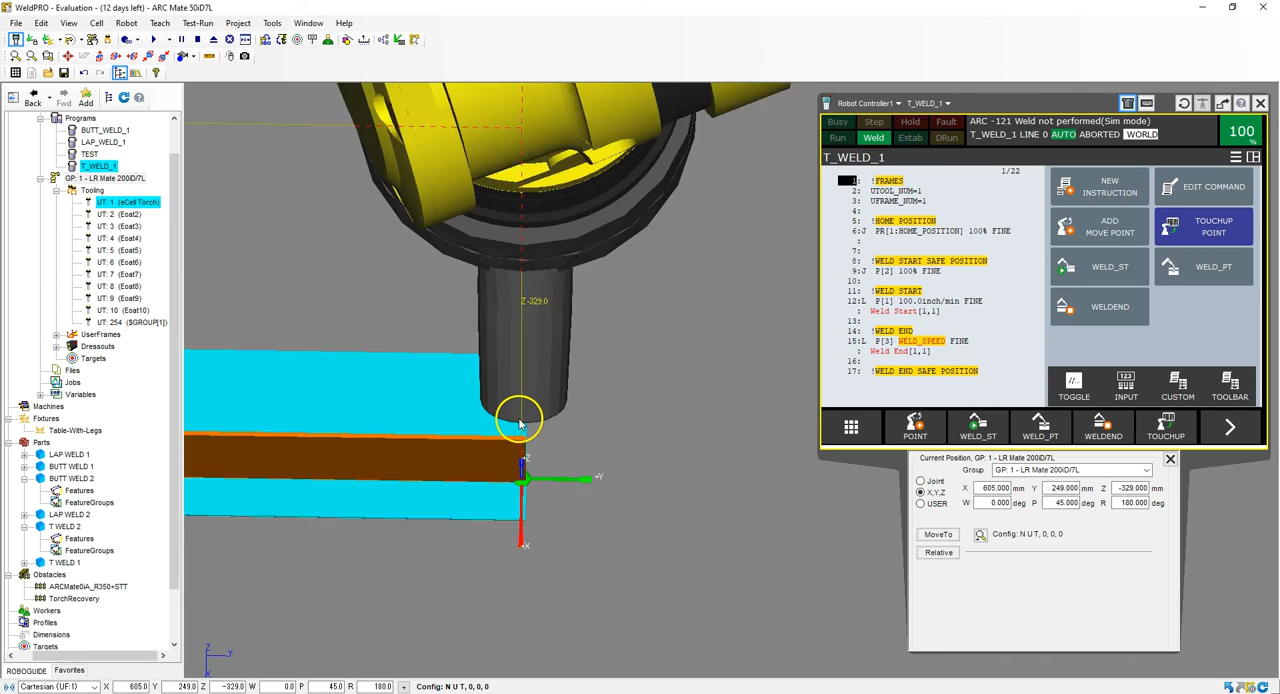 WeldPRO - Evaluation - (12 days left) - ARC Mate 50iD7L
File Edit View Cell Robot Teach Test-Run Project Tools Window Help
Back Fwd Add
Programs
BUTT_WELD_1
LAP_WELD_1
TEST
T_WELD_1
GP: 1 - LR Mate 200iD/7L
Tooling
UT: 1 (eCell Torch)
UT: 2 (Eoat2)
UT: 3 (Eoat3)
UT: 4 (Eoat4)
UT: 5 (Eoat5)
UT: 6 (Eoat6)
UT: 7 (Eoat7)
UT: 8 (Eoat8)
UT: 9 (Eoat9)
UT: 10 (Eoat10)
UT: 254 ($GROUP[1])
UserFrames
Dressouts
Targets
Files
Jobs
Variables
Machines
Fixtures
Table-With-Legs
Parts
LAP WELD 1
BUTT WELD 1
BUTT WELD 2
Features
FeatureGroups
LAP WELD 2
T WELD 2
Features
FeatureGroups
T WELD 1
Obstacles
ARCMate0iA_R350+STT
TorchRecovery
Workers
Profiles
Dimensions
Targets
ROBOGUIDE Favorites
Z -329.0
+Z
+Y
+X
Z
Y
X
Robot Controller1 T_WELD_1
Busy Step Hold Fault
Run Weld Estab DRun
ARC -121 Weld not performed(Sim mode)
T_WELD_1 LINE 0 AUTO ABORTED WORLD
100
%
T_WELD_1
1/22
1: !FRAMES
2: UTOOL_NUM=1
3: UFRAME_NUM=1
4:
5: !HOME POSITION
6:J PR[1:HOME_POSITION] 100% FINE
8: !WELD START SAFE POSITION
9:J P[2] 100% FINE
10:
11: !WELD START
12:L P[1] 100.0inch/min FINE
: Weld Start[1,1]
13:
14: !WELD END
15:L P[3] WELD_SPEED FINE
: Weld End[1,1]
16:
17: !WELD END SAFE POSITION
NEW
INSTRUCTION
EDIT COMMAND
ADD
MOVE POINT
TOUCHUP
POINT
WELD_ST
WELD_PT
WELDEND
TOGGLE
123
INPUT
CUSTOM
TOOLBAR
POINT
WELD_ST
WELD_PT
WELDEND
TOUCHUP
Current Position, GP: 1 - LR Mate 200iD/7L
Group GP: 1 - LR Mate 200iD/7L
Joint
X,Y,Z
USER
X 605.000 mm Y 249.000 mm Z -329.000 mm
W 0.000 deg P 45.000 deg R 180.000 deg
MoveTo
Config: N U T, 0, 0, 0
Relative
Cartesian (UF:1) X 605.0 Y 249.0 Z -329.0 W 0.0 P 45.0 R 180.0 Config: N U T, 0, 0, 0